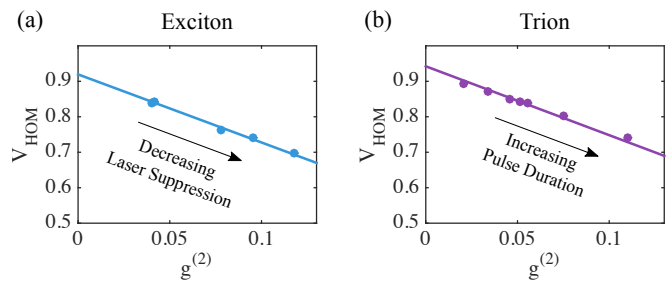 (a) Exciton
V_HOM
0.9
0.8
0.7
0.6
0.5
Decreasing
Laser Suppression
0 0.05 0.1
g^(2)
(b) Trion
V_HOM
0.9
0.8
0.7
0.6
0.5
Increasing
Pulse Duration
0 0.05 0.1
g^(2)